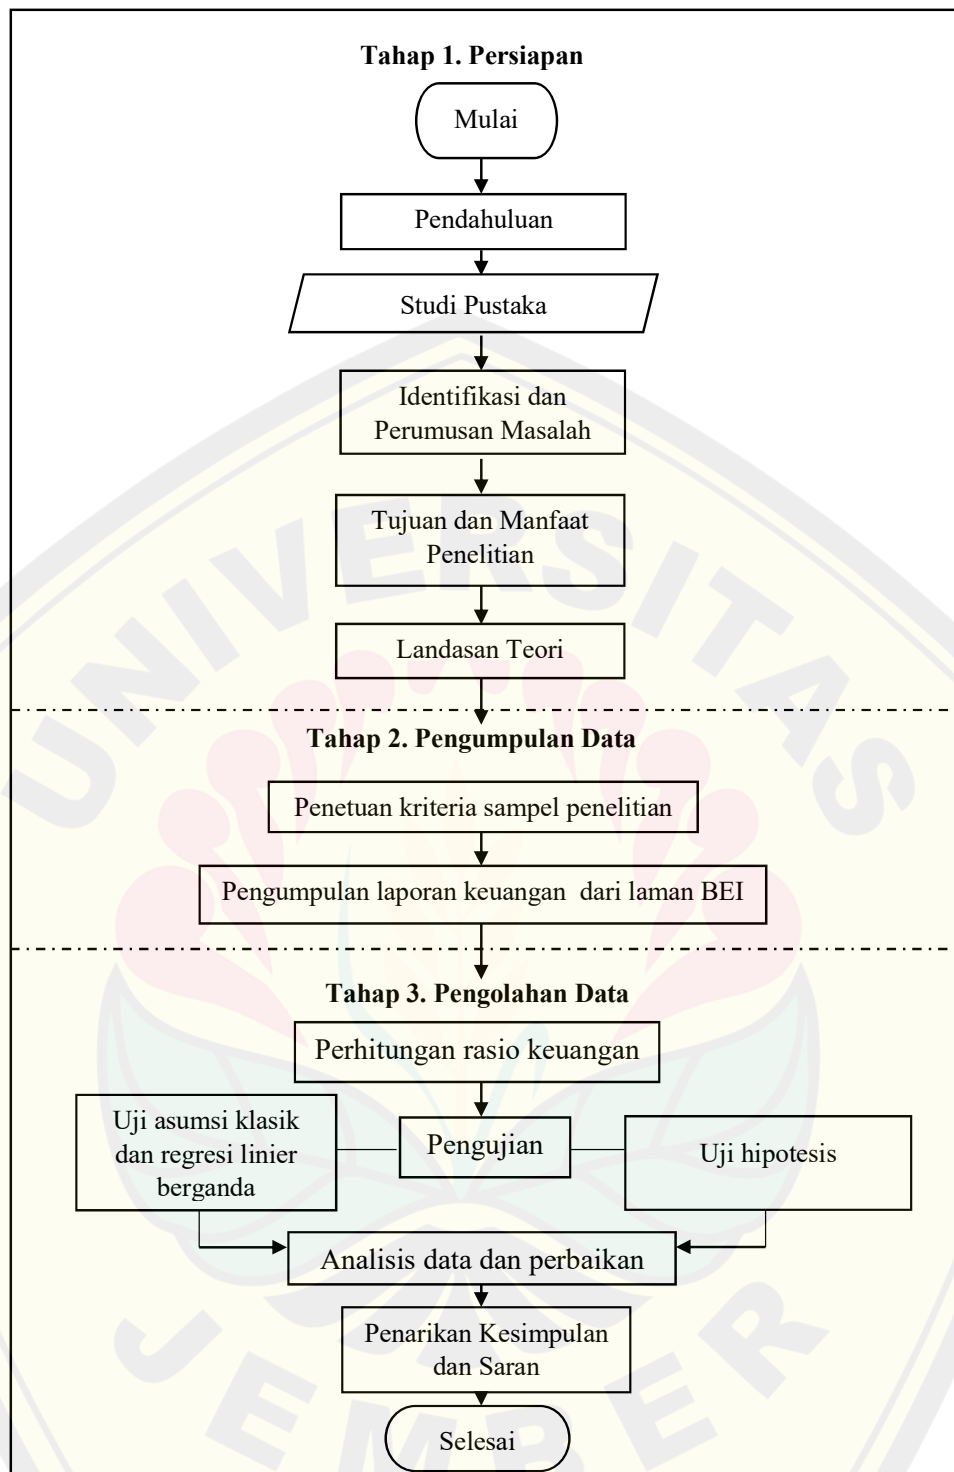 Tahap 1. Persiapan
Mulai
Pendahuluan
Studi Pustaka
Identifikasi dan
Perumusan Masalah
Tujuan dan Manfaat
Penelitian
Landasan Teori
Tahap 2. Pengumpulan Data
Penetuan kriteria sampel penelitian
Pengumpulan laporan keuangan dari laman BEI
Tahap 3. Pengolahan Data
Perhitungan rasio keuangan
Uji asumsi klasik
dan regresi linier
berganda
Pengujian
Uji hipotesis
Analisis data dan perbaikan
Penarikan Kesimpulan
dan Saran
Selesai
UNIVERSITAS
JEMBER